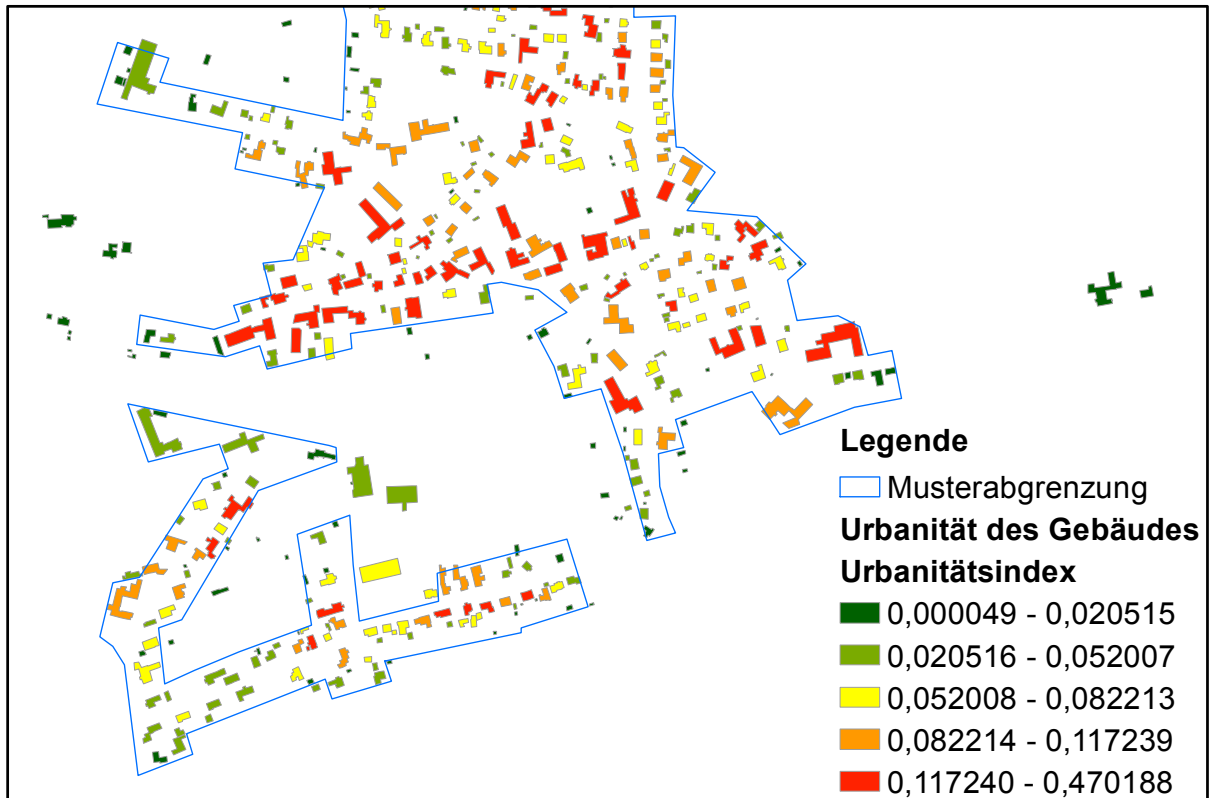 Legende
Musterabgrenzung
Urbanität des Gebäudes
Urbanitätsindex
0,000049 - 0,020515
0,020516 - 0,052007
0,052008 - 0,082213
0,082214 - 0,117239
0,117240 - 0,470188